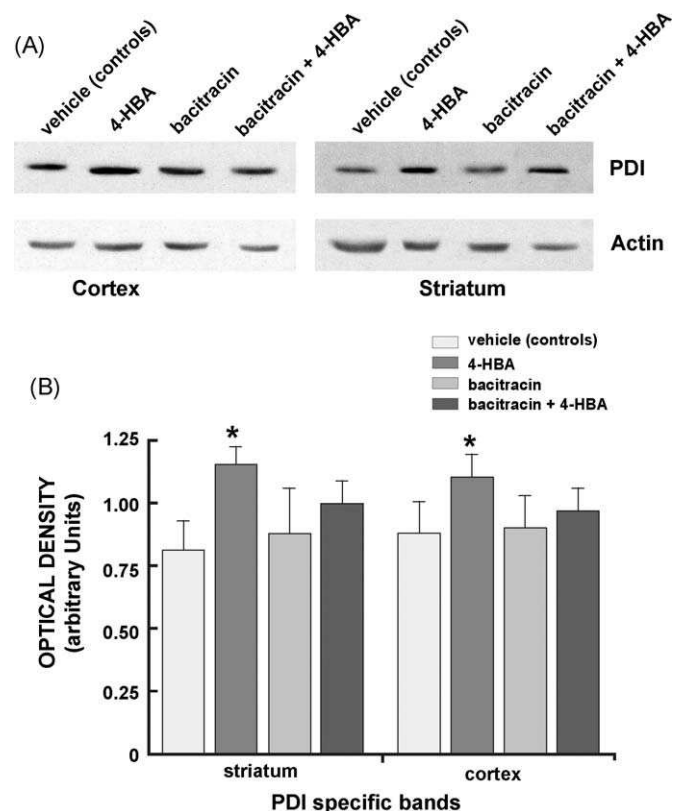 (A)
vehicle (controls) 4-HBA bacitracin bacitracin + 4-HBA vehicle (controls) 4-HBA bacitracin bacitracin + 4-HBA
PDI
Actin
Cortex Striatum
vehicle (controls)
4-HBA
bacitracin
bacitracin + 4-HBA
(B)
OPTICAL DENSITY
(arbitrary Units)
1.25
1.00
0.75
0.50
1.25
0
* *
striatum cortex
PDI specific bands